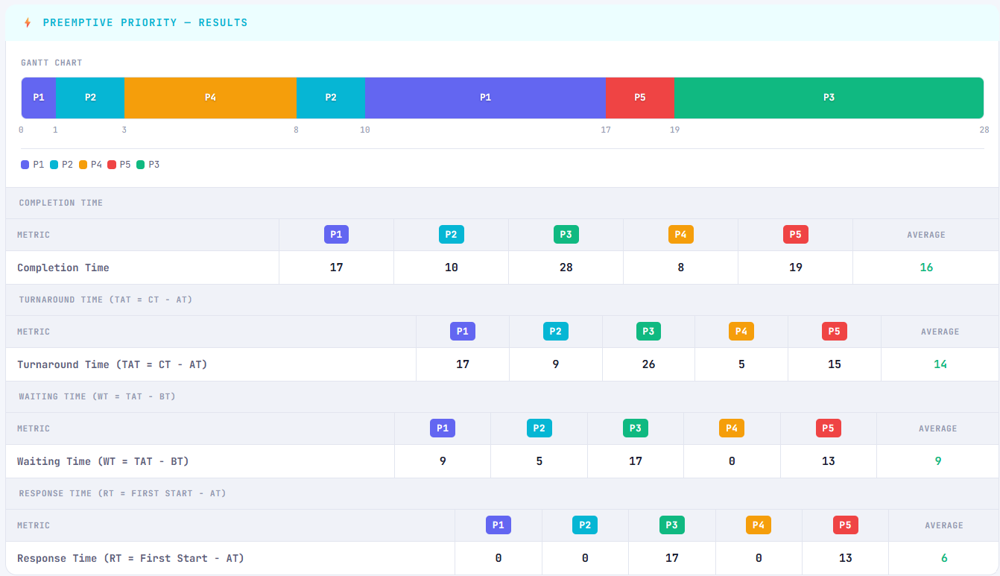 PREEMPTIVE PRIORITY — RESULTS
GANTT CHART
P1 P2 P4 P2 P1 P5 P3
0 1 3 8 10 17 19 28
P1 P2 P4 P5 P3
COMPLETION TIME
METRIC P1 P2 P3 P4 P5 AVERAGE
Completion Time 17 10 28 8 19 16
TURNAROUND TIME (TAT = CT - AT)
METRIC P1 P2 P3 P4 P5 AVERAGE
Turnaround Time (TAT = CT - AT) 17 9 26 5 15 14
WAITING TIME (WT = TAT - BT)
METRIC P1 P2 P3 P4 P5 AVERAGE
Waiting Time (WT = TAT - BT) 9 5 17 0 13 9
RESPONSE TIME (RT = FIRST START - AT)
METRIC P1 P2 P3 P4 P5 AVERAGE
Response Time (RT = First Start - AT) 0 0 17 0 13 6